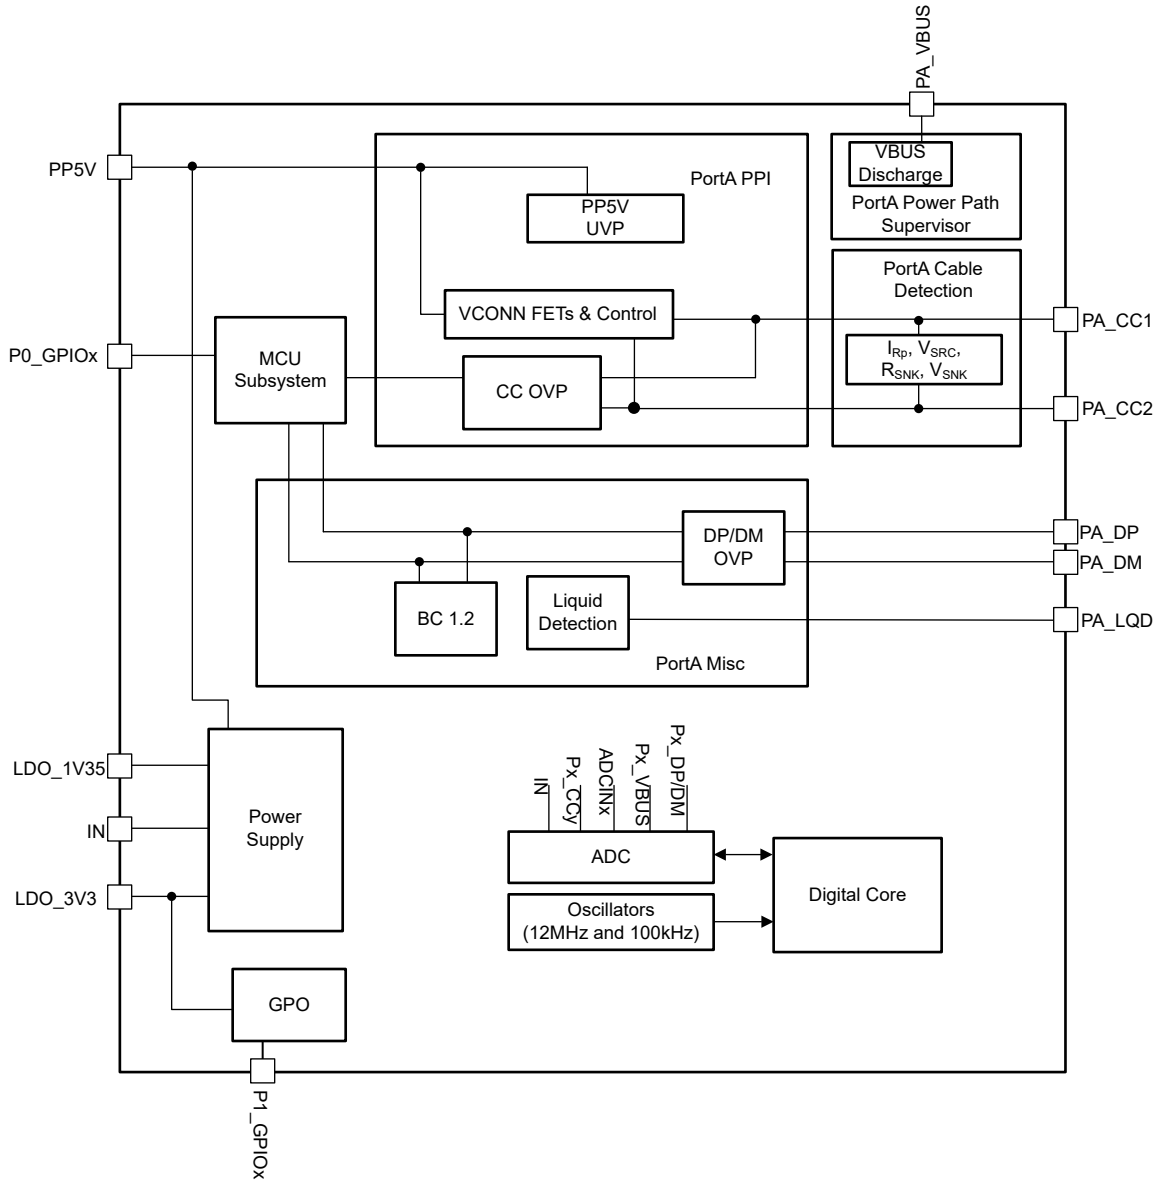 PA_VBUS
PP5V
PortA PPI
VBUS
Discharge
PP5V
UVP
PortA Power Path
Supervisor
PortA Cable
Detection
VCONN FETs & Control
PA_CC1
P0_GPIOx
MCU
Subsystem
I_Rp, V_SRC,
R_SNK, V_SNK
CC OVP
PA_CC2
DP/DM
OVP
PA_DP
PA_DM
BC 1.2
Liquid
Detection
PA_LQD
PortA Misc
LDO_1V35
IN
LDO_3V3
Power
Supply
IN
Px_CCy
ADCINx
Px_VBUS
Px_DP/DM
ADC
Digital Core
Oscillators
(12MHz and 100kHz)
GPO
P1_GPIOx